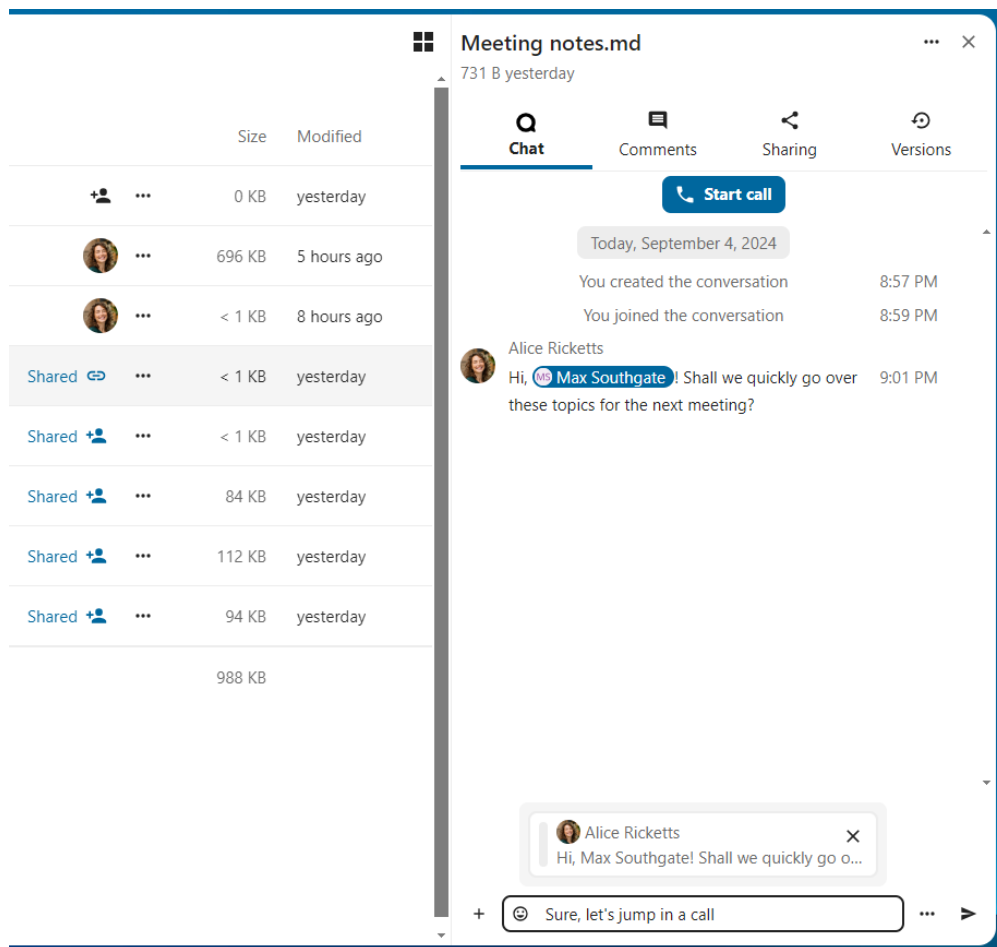 Size Modified
0 KB yesterday
696 KB 5 hours ago
< 1 KB 8 hours ago
Shared < 1 KB yesterday
Shared < 1 KB yesterday
Shared 84 KB yesterday
Shared 112 KB yesterday
Shared 94 KB yesterday
988 KB
Meeting notes.md
731 B yesterday
Chat Comments Sharing Versions
Start call
Today, September 4, 2024
You created the conversation 8:57 PM
You joined the conversation 8:59 PM
Alice Ricketts
Hi, MS Max Southgate ! Shall we quickly go over 9:01 PM
these topics for the next meeting?
Alice Ricketts
Hi, Max Southgate! Shall we quickly go o...
Sure, let's jump in a call